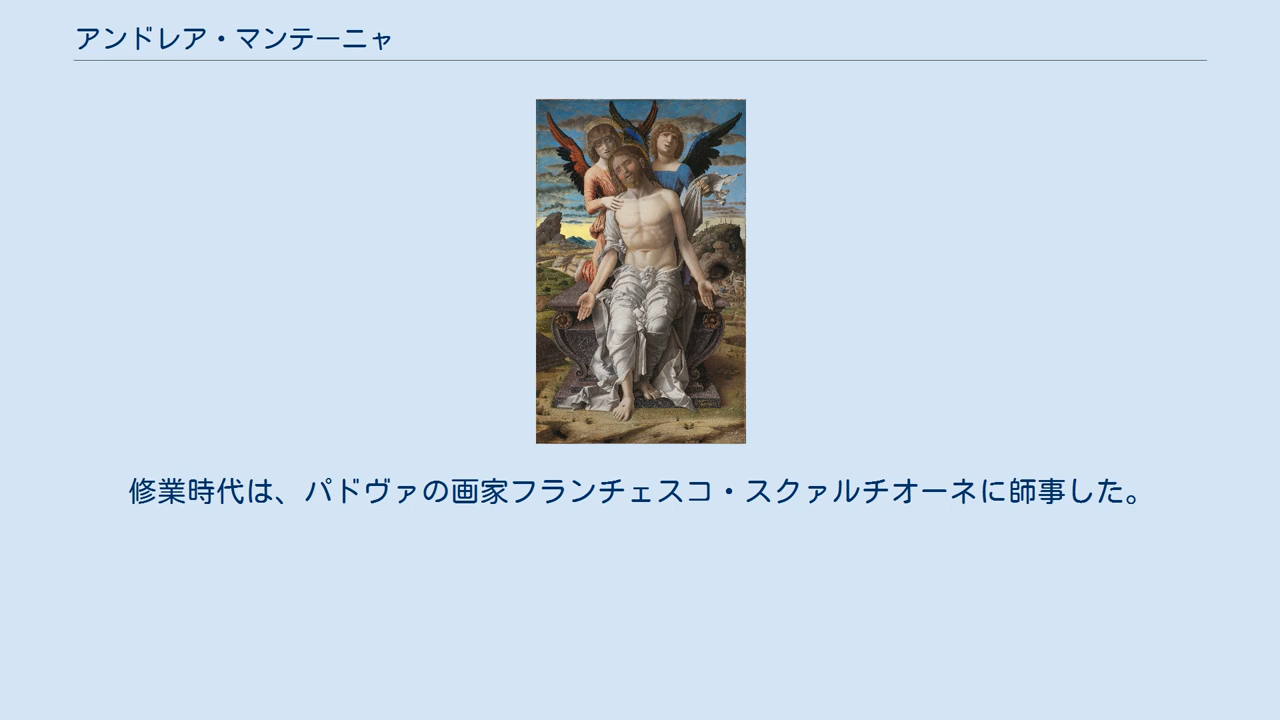 アンドレア・マンテーニャ
修業時代は、パドヴァの画家フランチェスコ・スクァルチオーネに師事した。